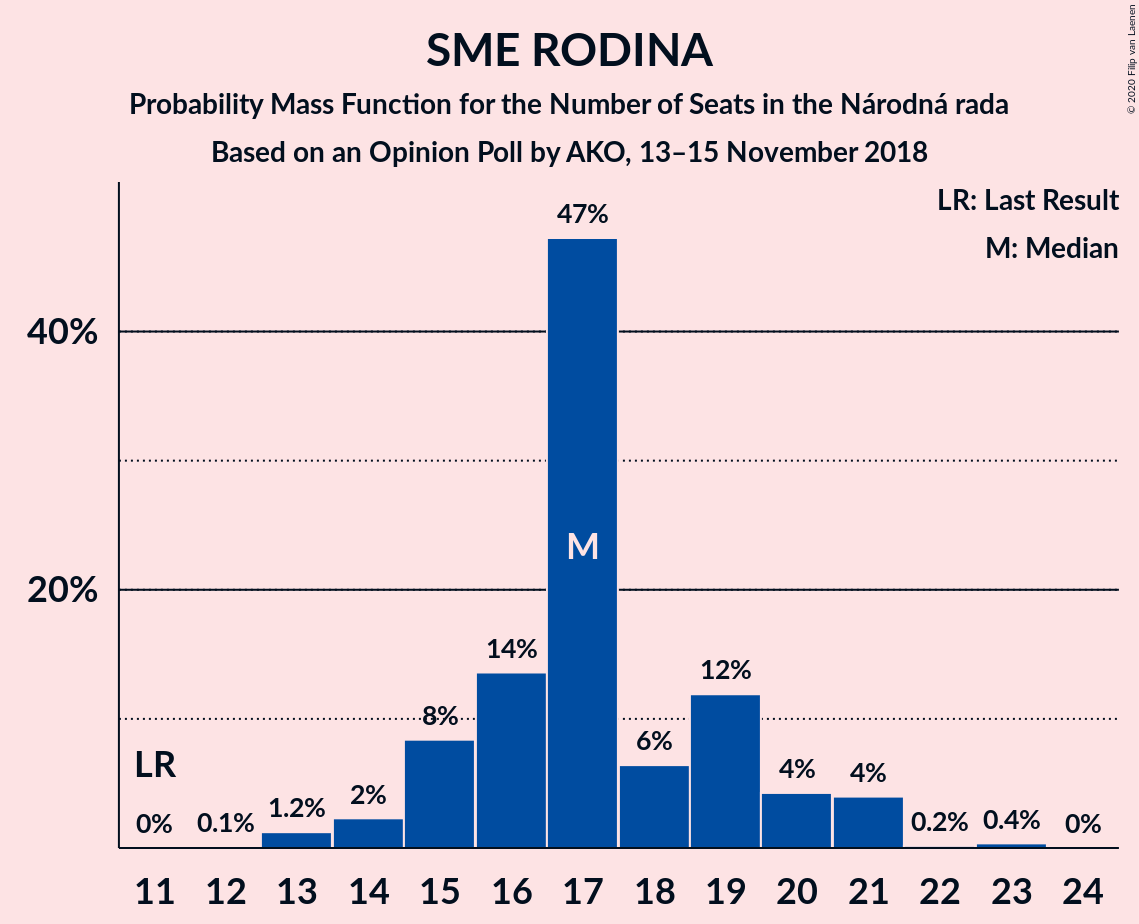 SME RODINA
Probability Mass Function for the Number of Seats in the Národná rada
Based on an Opinion Poll by AKO, 13–15 November 2018
© 2020 Filip van Laenen
LR: Last Result
M: Median
40%
20%
LR
M
0%
0.1%
1.2%
2%
8%
14%
47%
6%
12%
4%
4%
0.2%
0.4%
0%
11 12 13 14 15 16 17 18 19 20 21 22 23 24